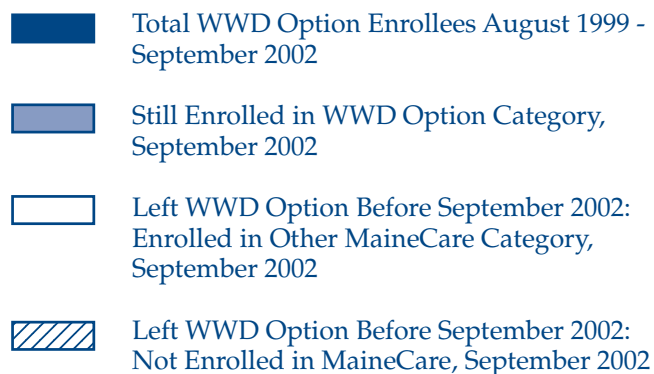 Total WWD Option Enrollees August 1999 -
September 2002
Still Enrolled in WWD Option Category,
September 2002
Left WWD Option Before September 2002:
Enrolled in Other MaineCare Category,
September 2002
Left WWD Option Before September 2002:
Not Enrolled in MaineCare, September 2002